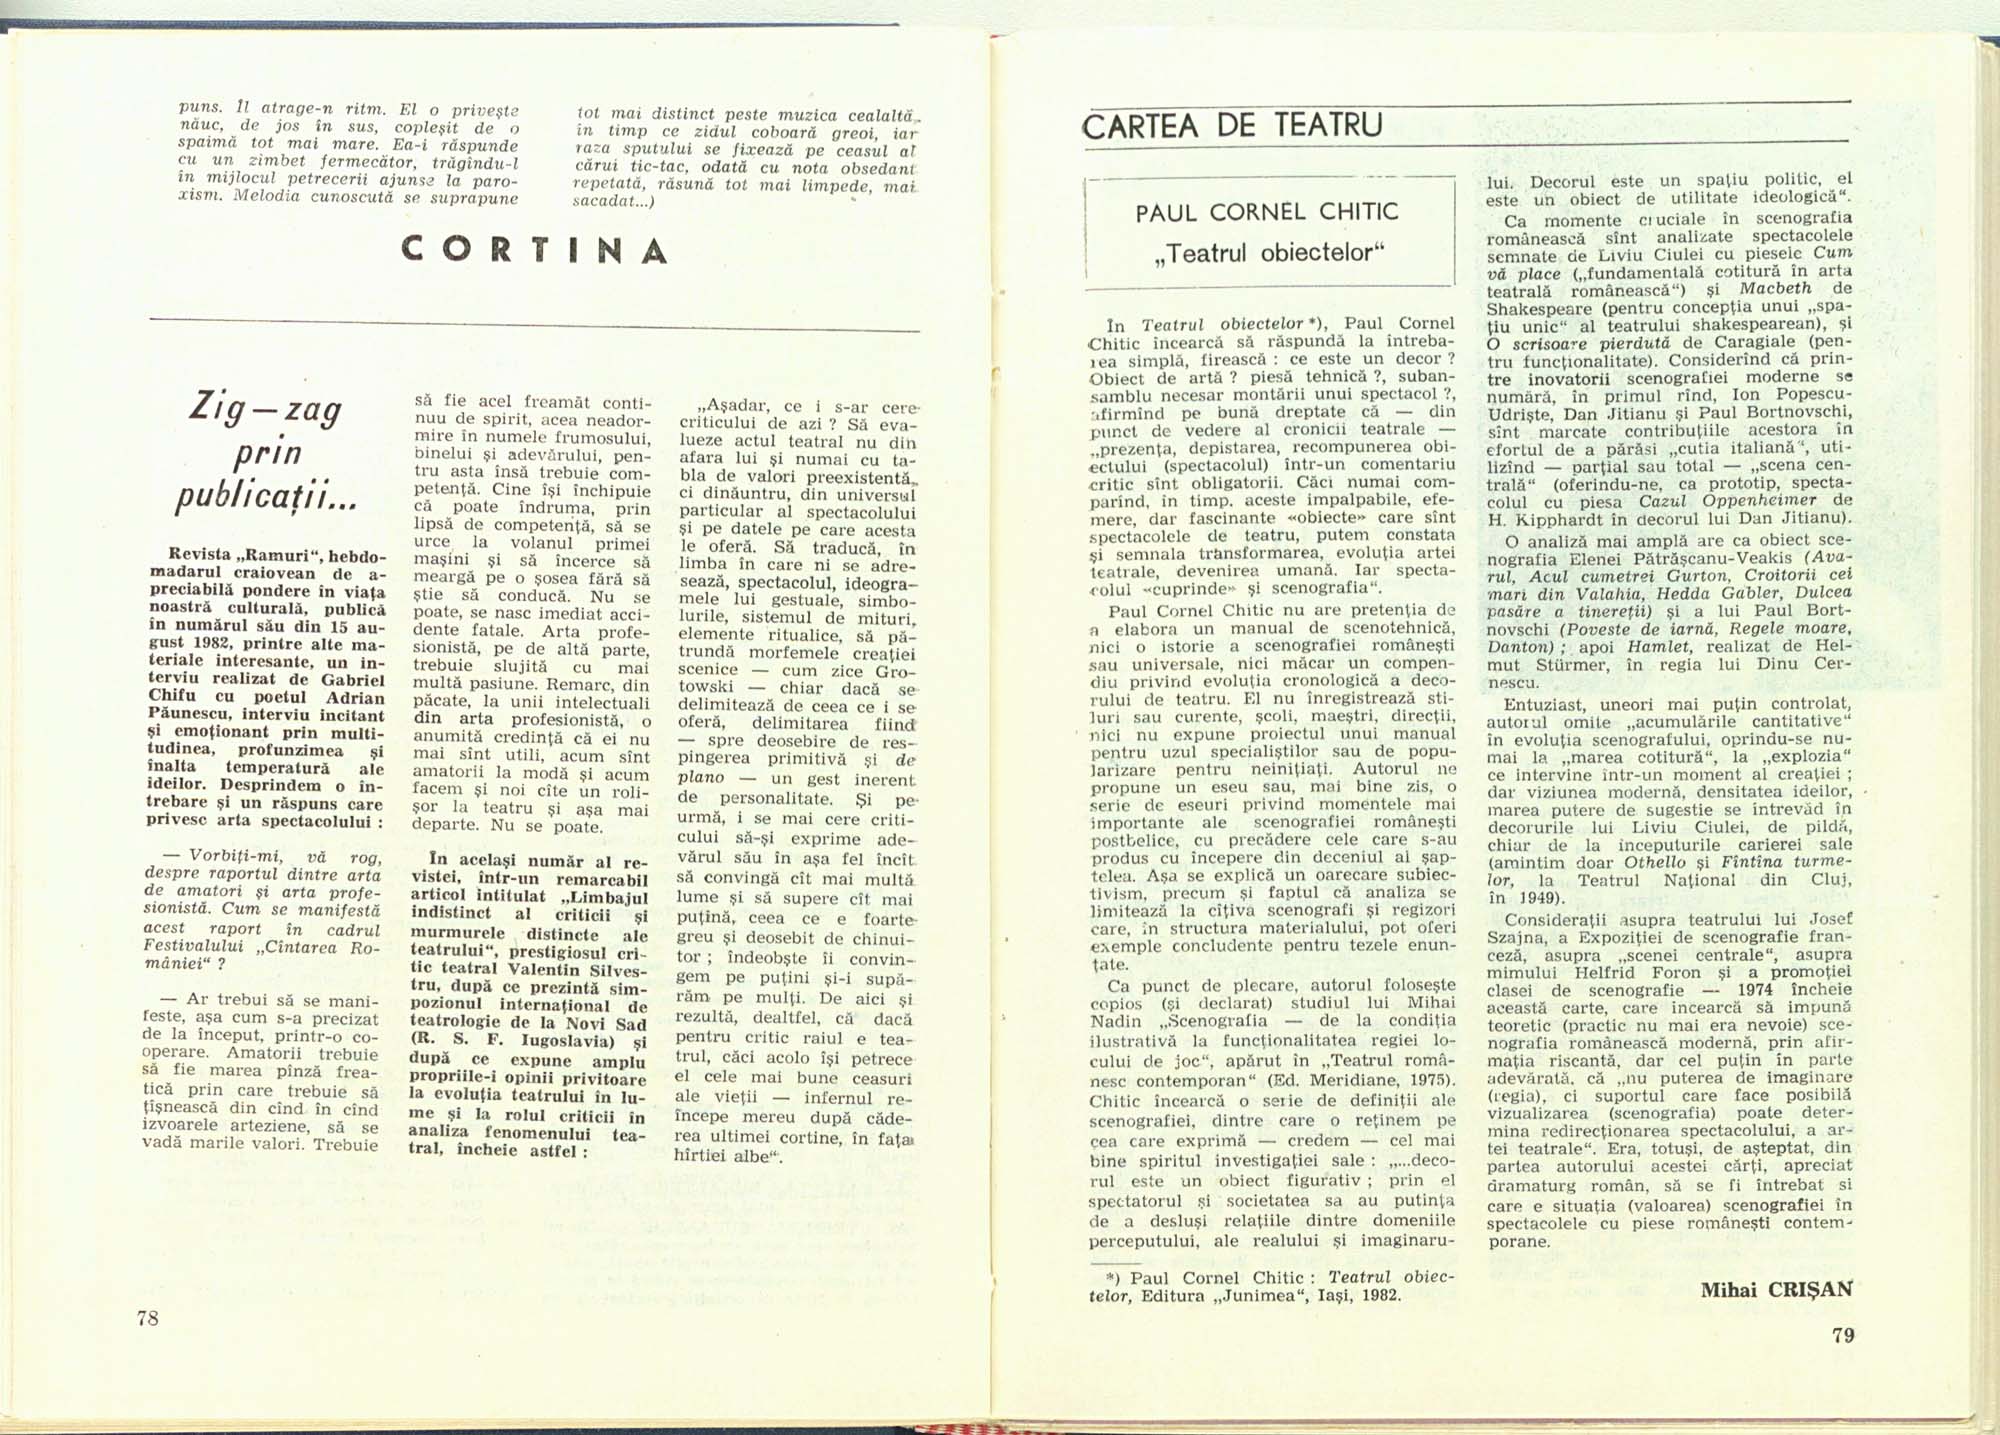 puns. Îl atrage-n ritm. El o privește
năuc, de jos în sus, copleșit de o
spaimă tot mai mare. Ea-i răspunde
cu un zîmbet fermecător, trăgîndu-l
în mijlocul petrecerii ajunse la paro-
xism. Melodia cunoscută se suprapune
tot mai distinct peste muzica cealaltă,
în timp ce zidul coboară greoi, iar
raza sputului se fixează pe ceasul al
cărui tic-tac, odată cu nota obsedant
repetată, răsună tot mai limpede, mai
sacadat...)
CORTINA
Zig — zag
prin
publicații...
Revista „Ramuri“, hebdo-
madarul craiovean de a-
preciabilă pondere în viața
noastră culturală, publică
în numărul său din 15 au-
gust 1982, printre alte ma-
teriale interesante, un in-
terviu realizat de Gabriel
Chifu cu poetul Adrian
Păunescu, interviu incitant
și emoționant prin multi-
tudinea, profunzimea și
înalta temperatură ale
ideilor. Desprindem o în-
trebare și un răspuns care
privesc arta spectacolului :
— Vorbiți-mi, vă rog,
despre raportul dintre arta
de amatori și arta profe-
sionistă. Cum se manifestă
acest raport în cadrul
Festivalului „Cîntarea Ro-
mâniei“ ?
— Ar trebui să se mani-
feste, așa cum s-a precizat
de la început, printr-o co-
operare. Amatorii trebuie
să fie marea pînză frea-
tică prin care trebuie să
țîșnească din cînd în cînd
izvoarele arteziene, să se
vadă marile valori. Trebuie
să fie acel freamăt conti-
nuu de spirit, acea neador-
mire în numele frumosului,
binelui și adevărului, pen-
tru asta însă trebuie com-
petență. Cine își închipuie
că poate îndruma, prin
lipsă de competență, să se
urce la volanul primei
mașini și să încerce să
meargă pe o șosea fără să
știe să conducă. Nu se
poate, se nasc imediat acci-
dente fatale. Arta profe-
sionistă, pe de altă parte,
trebuie slujită cu mai
multă pasiune. Remarc, din
păcate, la unii intelectuali
din arta profesionistă, o
anumită credință că ei nu
mai sînt utili, acum sînt
amatorii la modă și acum
facem și noi cîte un roli-
șor la teatru și așa mai
departe. Nu se poate.
În același număr al re-
vistei, într-un remarcabil
articol intitulat „Limbajul
indistinct al criticii și
murmurele distincte ale
teatrului“, prestigiosul cri-
tic teatral Valentin Silves-
tru, după ce prezintă sim-
pozionul internațional de
teatrologie de la Novi Sad
(R. S. F. Iugoslavia) și
după ce expune amplu
propriile-i opinii privitoare
la evoluția teatrului în lu-
me și la rolul criticii în
analiza fenomenului tea-
tral, încheie astfel :
„Așadar, ce i s-ar cere
criticului de azi ? Să eva-
lueze actul teatral nu din
afara lui și numai cu ta-
bla de valori preexistentă,
ci dinăuntru, din universul
particular al spectacolului
și pe datele pe care acesta
le oferă. Să traducă, în
limba în care ni se adre-
sează, spectacolul, ideogra-
mele lui gestuale, simbo-
lurile, sistemul de mituri,
elemente ritualice, să pă-
trundă morfemele creației
scenice — cum zice Gro-
towski — chiar dacă se
delimitează de ceea ce i se
oferă, delimitarea fiind
— spre deosebire de res-
pingerea primitivă și de
plano — un gest inerent
de personalitate. Și pe
urmă, i se mai cere criti-
cului să-și exprime ade-
vărul său în așa fel încît
să convingă cît mai multă
lume și să supere cît mai
puțină, ceea ce e foarte
greu și deosebit de chinui-
tor ; îndeobște îi convin-
gem pe puțini și-i supă-
răm pe mulți. De aici și
rezultă, dealtfel, că dacă
pentru critic raiul e tea-
trul, căci acolo își petrece
el cele mai bune ceasuri
ale vieții — infernul re-
începe mereu după căde-
rea ultimei cortine, în fața
hîrtiei albe“.
78
CARTEA DE TEATRU
PAUL CORNEL CHITIC
„Teatrul obiectelor“
În Teatrul obiectelor *), Paul Cornel
Chitic încearcă să răspundă la întreba-
rea simplă, firească : ce este un decor ?
Obiect de artă ? piesă tehnică ?, suban-
samblu necesar montării unui spectacol ?,
afirmînd pe bună dreptate că — din
punct de vedere al cronicii teatrale —
„prezența, depistarea, recompunerea obi-
ectului (spectacolul) într-un comentariu
critic sînt obligatorii. Căci numai com-
parînd, în timp. aceste impalpabile, efe-
mere, dar fascinante «obiecte» care sînt
spectacolele de teatru, putem constata
și semnala transformarea, evoluția artei
teatrale, devenirea umană. Iar specta-
colul «cuprinde» și scenografia“.
Paul Cornel Chitic nu are pretenția de
a elabora un manual de scenotehnică,
nici o istorie a scenografiei românești
sau universale, nici măcar un compen-
diu privind evoluția cronologică a deco-
rului de teatru. El nu înregistrează sti-
luri sau curente, școli, maeștri, direcții,
nici nu expune proiectul unui manual
pentru uzul specialiștilor sau de popu-
larizare pentru neinițiați. Autorul ne
propune un eseu sau, mai bine zis, o
serie de eseuri privind momentele mai
importante ale scenografiei românești
postbelice, cu precădere cele care s-au
produs cu începere din deceniul al șap-
telea. Așa se explică un oarecare subiec-
tivism, precum și faptul că analiza se
limitează la cîțiva scenografi și regizori
care, în structura materialului, pot oferi
exemple concludente pentru tezele enun-
țate.
Ca punct de plecare, autorul folosește
copios (și declarat) studiul lui Mihai
Nadin „Scenografia — de la condiția
ilustrativă la funcționalitatea regiei lo-
cului de joc“, apărut în „Teatrul româ-
nesc contemporan“ (Ed. Meridiane, 1975).
Chitic încearcă o serie de definiții ale
scenografiei, dintre care o reținem pe
cea care exprimă — credem — cel mai
bine spiritul investigației sale : „...deco-
rul este un obiect figurativ ; prin el
spectatorul și societatea sa au putința
de a desluși relațiile dintre domeniile
perceputului, ale realului și imaginaru-
*) Paul Cornel Chitic : Teatrul obiec-
telor, Editura „Junimea“, Iași, 1982.
lui. Decorul este un spațiu politic, el
este un obiect de utilitate ideologică“.
Ca momente cruciale în scenografia
românească sînt analizate spectacolele
semnate de Liviu Ciulei cu piesele Cum
vă place („fundamentală cotitură în arta
teatrală românească“) și Macbeth de
Shakespeare (pentru concepția unui „spa-
țiu unic“ al teatrului shakespearean), și
O scrisoare pierdută de Caragiale (pen-
tru funcționalitate). Considerînd că prin-
tre inovatorii scenografiei moderne se
numără, în primul rînd, Ion Popescu-
Udriște, Dan Jitianu și Paul Bortnovschi,
sînt marcate contribuțiile acestora în
efortul de a părăsi „cutia italiană“, uti-
lizînd — parțial sau total — „scena cen-
trală“ (oferindu-ne, ca prototip, specta-
colul cu piesa Cazul Oppenheimer de
H. Kipphardt în decorul lui Dan Jitianu).
O analiză mai amplă are ca obiect sce-
nografia Elenei Pătrășcanu-Veakis (Ava-
rul, Acul cumetrei Gurton, Croitorii cei
mari din Valahia, Hedda Gabler, Dulcea
pasăre a tinereții) și a lui Paul Bort-
novschi (Poveste de iarnă, Regele moare,
Danton) ; apoi Hamlet, realizat de Hel-
mut Stürmer, în regia lui Dinu Cer-
nescu.
Entuziast, uneori mai puțin controlat,
autorul omite „acumulările cantitative“
în evoluția scenografului, oprindu-se nu-
mai la „marea cotitură“, la „explozia“
ce intervine într-un moment al creației ;
dar viziunea modernă, densitatea ideilor,
marea putere de sugestie se întrevăd în
decorurile lui Liviu Ciulei, de pildă,
chiar de la începuturile carierei sale
(amintim doar Othello și Fîntîna turme-
lor, la Teatrul Național din Cluj,
în 1949).
Considerații asupra teatrului lui Josef
Szajna, a Expoziției de scenografie fran-
ceză, asupra „scenei centrale“, asupra
mimului Helfrid Foron și a promoției
clasei de scenografie — 1974 încheie
această carte, care încearcă să impună
teoretic (practic nu mai era nevoie) sce-
nografia românească modernă, prin afir-
mația riscantă, dar cel puțin în parte
adevărată. că „nu puterea de imaginare
(regia), ci suportul care face posibilă
vizualizarea (scenografia) poate deter-
mina redirecționarea spectacolului, a ar-
tei teatrale“. Era, totuși, de așteptat, din
partea autorului acestei cărți, apreciat
dramaturg român, să se fi întrebat si
care e situația (valoarea) scenografiei în
spectacolele cu piese românești contem-
porane.
Mihai CRIȘAN
79